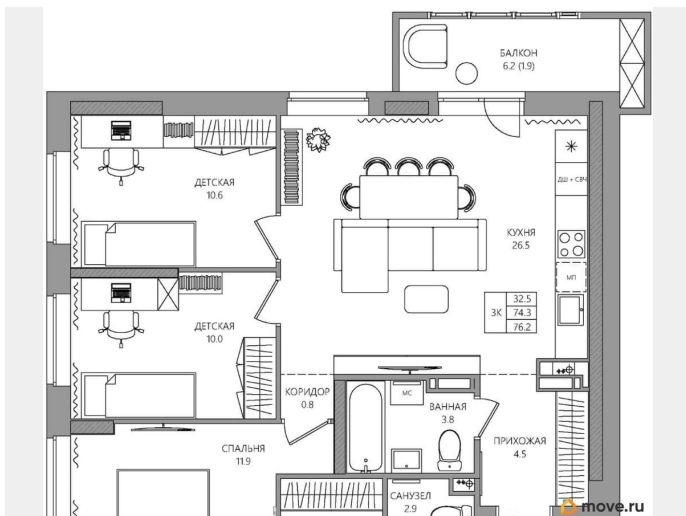 БАЛКОН
6.2 (1.9)
ДЕТСКАЯ
10.6
ДШ + СВЧ
КУХНЯ
26.5
МП
3К
32.5
74.3
76.2
ДЕТСКАЯ
10.0
КОРИДОР
0.8
МС
ВАННАЯ
3.8
ПРИХОЖАЯ
4.5
СПАЛЬНЯ
11.9
САНУЗЕЛ
2.9
move.ru